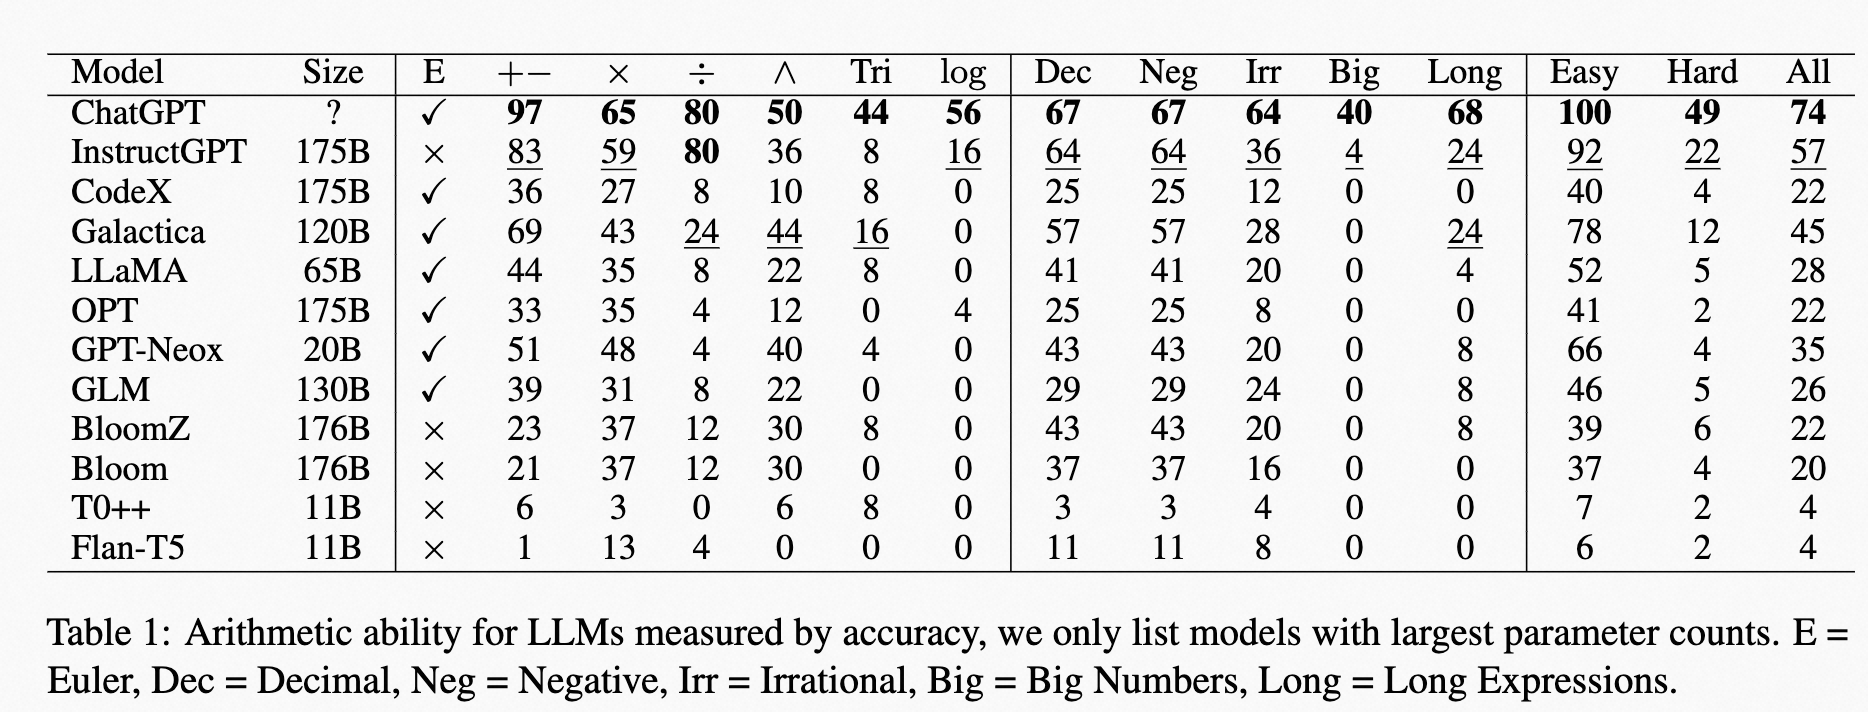 Model Size E +− × ÷ ∧ Tri log Dec Neg Irr Big Long Easy Hard All
ChatGPT ? ✓ 97 65 80 50 44 56 67 67 64 40 68 100 49 74
InstructGPT 175B × 83 59 80 36 8 16 64 64 36 4 24 92 22 57
CodeX 175B ✓ 36 27 8 10 8 0 25 25 12 0 0 40 4 22
Galactica 120B ✓ 69 43 24 44 16 0 57 57 28 0 24 78 12 45
LLaMA 65B ✓ 44 35 8 22 8 0 41 41 20 0 4 52 5 28
OPT 175B ✓ 33 35 4 12 0 4 25 25 8 0 0 41 2 22
GPT-Neox 20B ✓ 51 48 4 40 4 0 43 43 20 0 8 66 4 35
GLM 130B ✓ 39 31 8 22 0 0 29 29 24 0 8 46 5 26
BloomZ 176B × 23 37 12 30 8 0 43 43 20 0 8 39 6 22
Bloom 176B × 21 37 12 30 0 0 37 37 16 0 0 37 4 20
T0++ 11B × 6 3 0 6 8 0 3 3 4 0 0 7 2 4
Flan-T5 11B × 1 13 4 0 0 0 11 11 8 0 0 6 2 4
Table 1: Arithmetic ability for LLMs measured by accuracy, we only list models with largest parameter counts. E =
Euler, Dec = Decimal, Neg = Negative, Irr = Irrational, Big = Big Numbers, Long = Long Expressions.